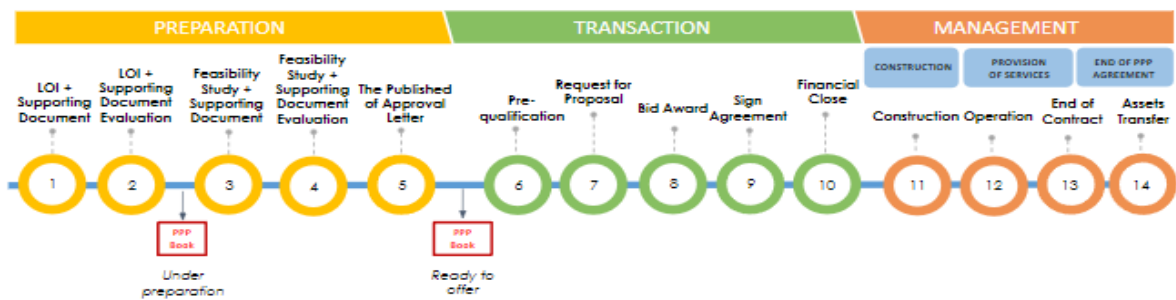 PREPARATION
TRANSACTION
MANAGEMENT
CONSTRUCTION
PROVISION
OF SERVICES
END OF PPP
AGREEMENT
LOI +
Supporting
Document
LOI +
Supporting
Document
Evaluation
Feasibility
Study +
Supporting
Document
Feasibility
Study +
Supporting
Document
Evaluation
The Published
of Approval
Letter
Pre-
qualification
Request for
Proposal
Bid Award
Sign
Agreement
Financial
Close
Construction
Operation
End of
Contract
Assets
Transfer
1
2
3
4
5
6
7
8
9
10
11
12
13
14
PPP
Book
Under
preparation
PPP
Book
Ready to
offer